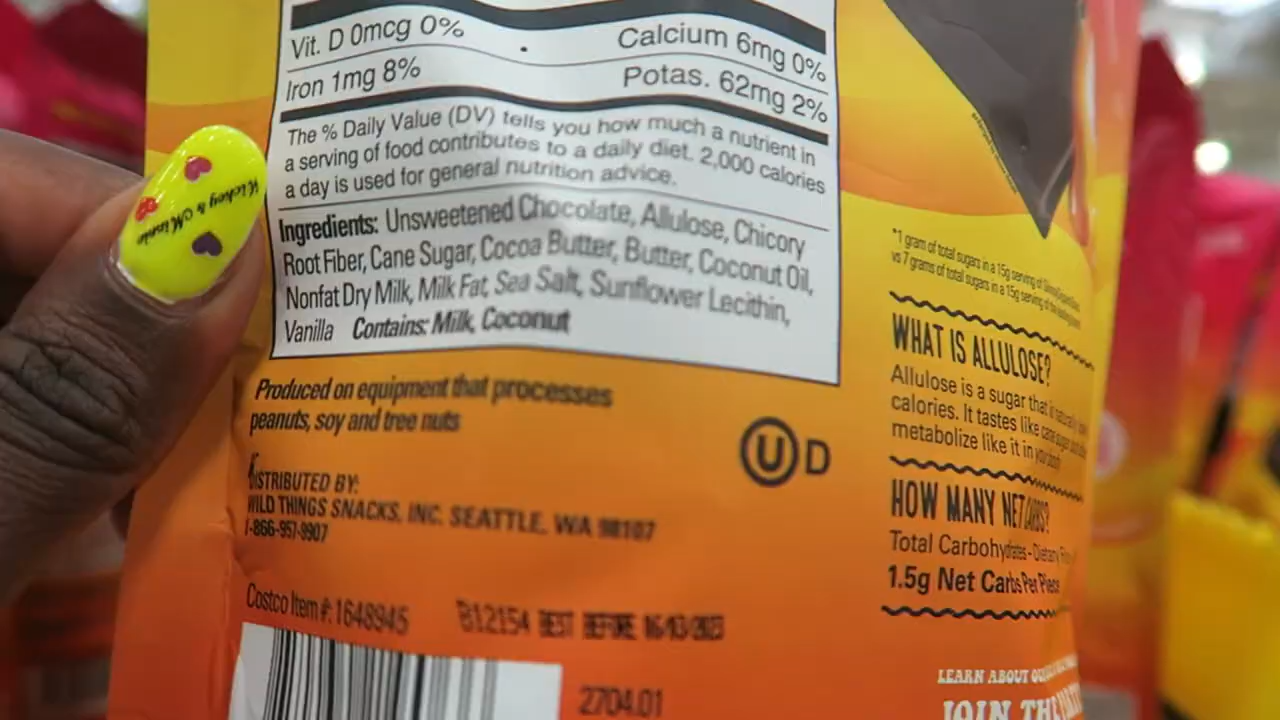 Vit. D 0mcg 0% • Calcium 6mg 0%
Iron 1mg 8% Potas. 62mg 2%
The % Daily Value (DV) tells you how much a nutrient in
a serving of food contributes to a daily diet. 2,000 calories
a day is used for general nutrition advice.
Ingredients: Unsweetened Chocolate, Allulose, Chicory
Root Fiber, Cane Sugar, Cocoa Butter, Butter, Coconut Oil,
Nonfat Dry Milk, Milk Fat, Sea Salt, Sunflower Lecithin,
Vanilla Contains: Milk, Coconut
Produced on equipment that processes
peanuts, soy and tree nuts
U D
DISTRIBUTED BY:
WILD THINGS SNACKS, INC. SEATTLE, WA 98107
1-866-957-9907
Costco Item #: 1648945
B12154 BEST BEFORE
2704.01
Mickey & Minnie
*1 gram of total sugars in a 15g serving of
vs 7 grams of total sugars in a 15g serving of the
WHAT IS ALLULOSE?
Allulose is a sugar that is naturally low
calories. It tastes like cane sugar
metabolize like it in your body
HOW MANY NET CARBS?
Total Carbohydrates - Dietary
1.5g Net Carbs Per Piece
LEARN ABOUT
JOIN THE